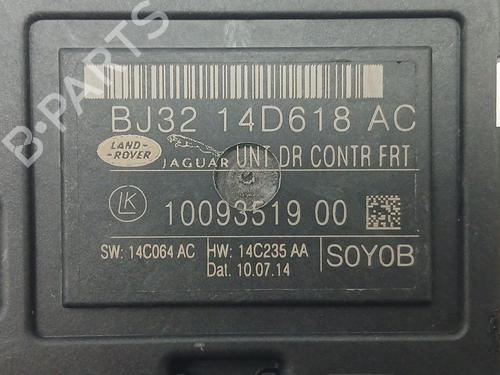 B-PARTS
BJ32 14D618 AC
LAND-
ROVER
JAGUAR UNT DR CONTR FRT
LK 10093519 00
SW: 14C064 AC HW: 14C235 AA
Dat. 10.07.14
S0Y0B